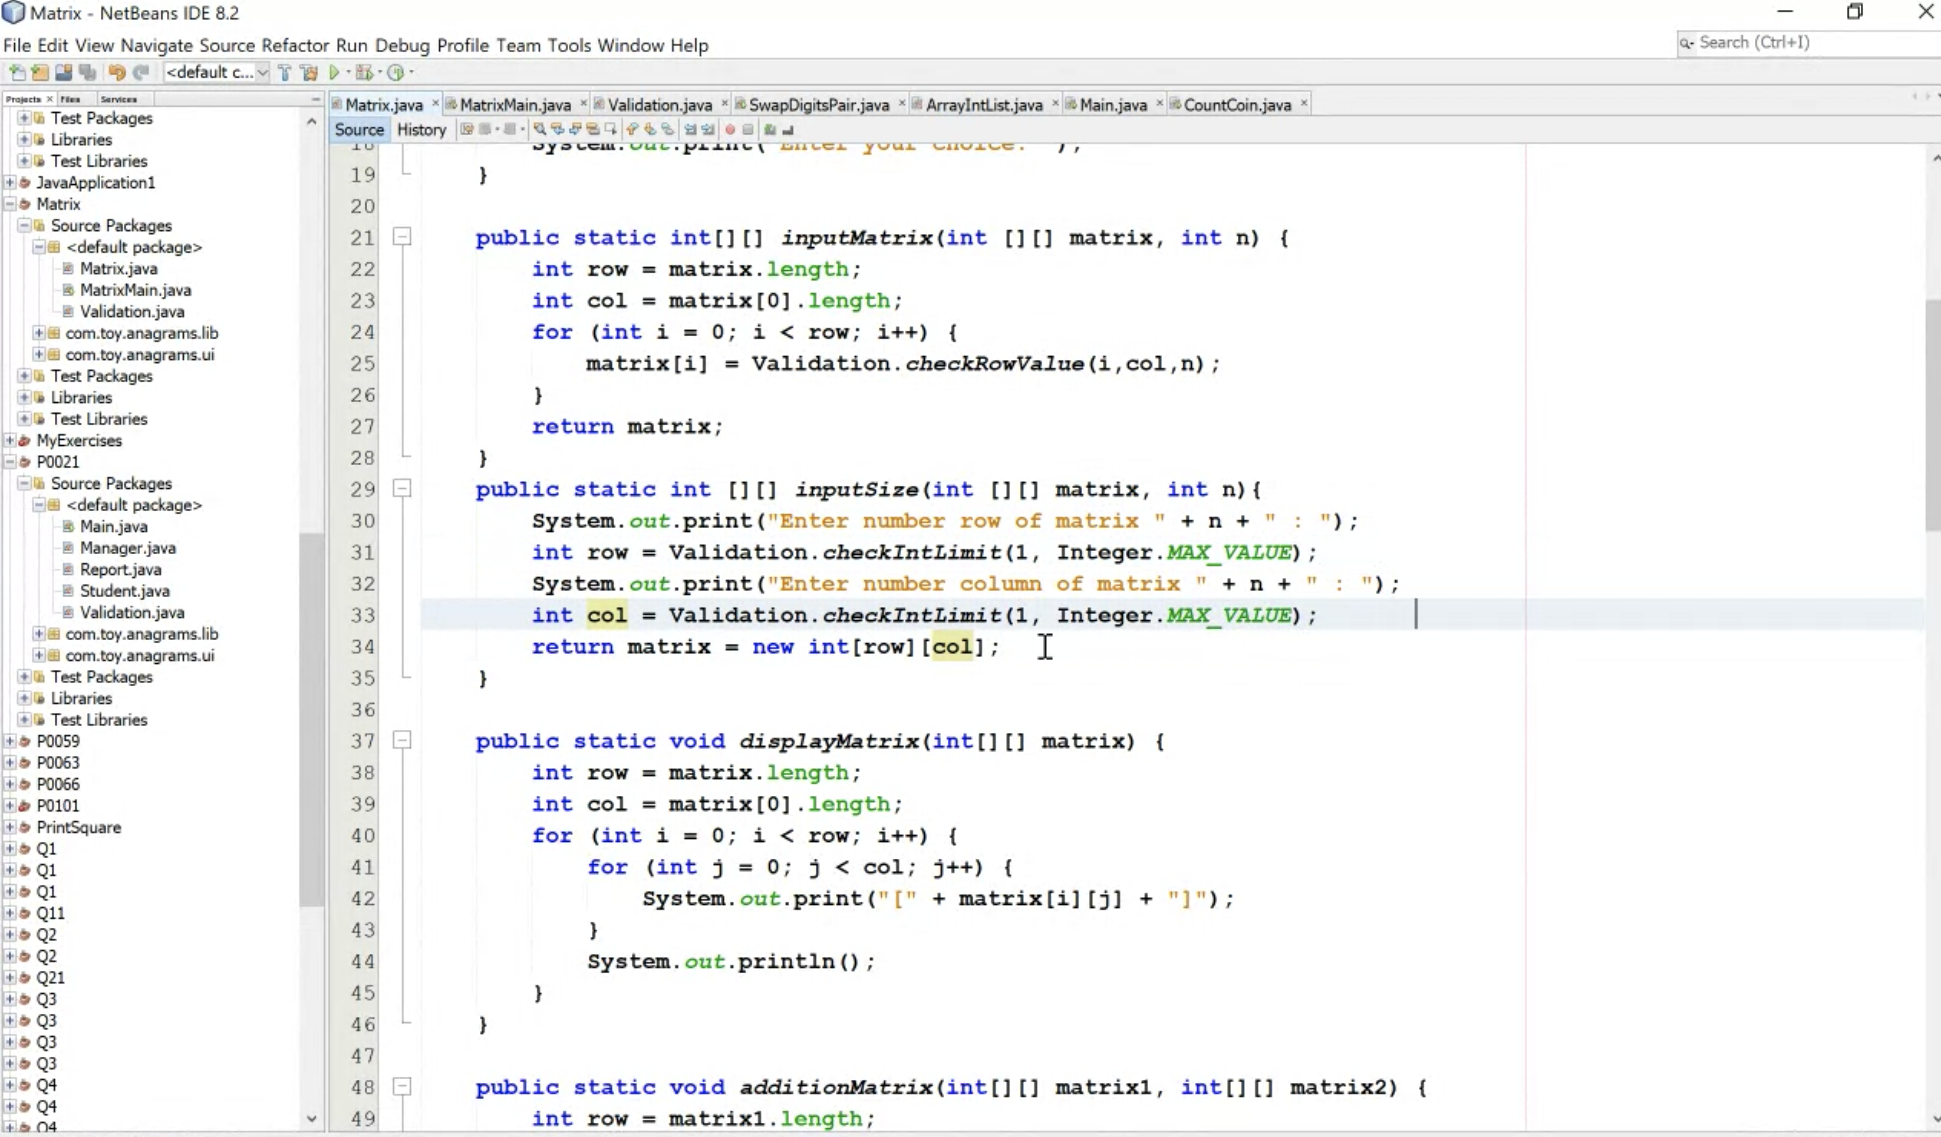 Matrix - NetBeans IDE 8.2
File Edit View Navigate Source Refactor Run Debug Profile Team Tools Window Help
Search (Ctrl+I)
<default c...
Projects Files Services
Matrix.java MatrixMain.java Validation.java SwapDigitsPair.java ArrayIntList.java Main.java CountCoin.java
Source History
Test Packages
Libraries
Test Libraries
JavaApplication1
Matrix
Source Packages
<default package>
Matrix.java
MatrixMain.java
Validation.java
com.toy.anagrams.lib
com.toy.anagrams.ui
Test Packages
Libraries
Test Libraries
MyExercises
P0021
Source Packages
<default package>
Main.java
Manager.java
Report.java
Student.java
Validation.java
com.toy.anagrams.lib
com.toy.anagrams.ui
Test Packages
Libraries
Test Libraries
P0059
P0063
P0066
P0101
PrintSquare
Q1
Q1
Q1
Q11
Q2
Q2
Q21
Q3
Q3
Q3
Q3
Q4
Q4
Q4
18 System.out.print("Enter your choice: ");
19 }
20
21 public static int[][] inputMatrix(int [][] matrix, int n) {
22 int row = matrix.length;
23 int col = matrix[0].length;
24 for (int i = 0; i < row; i++) {
25 matrix[i] = Validation.checkRowValue(i,col,n);
26 }
27 return matrix;
28 }
29 public static int [][] inputSize(int [][] matrix, int n){
30 System.out.print("Enter number row of matrix " + n + " : ");
31 int row = Validation.checkIntLimit(1, Integer.MAX_VALUE);
32 System.out.print("Enter number column of matrix " + n + " : ");
33 int col = Validation.checkIntLimit(1, Integer.MAX_VALUE);
34 return matrix = new int[row][col];
35 }
36
37 public static void displayMatrix(int[][] matrix) {
38 int row = matrix.length;
39 int col = matrix[0].length;
40 for (int i = 0; i < row; i++) {
41 for (int j = 0; j < col; j++) {
42 System.out.print("[" + matrix[i][j] + "]");
43 }
44 System.out.println();
45 }
46 }
47
48 public static void additionMatrix(int[][] matrix1, int[][] matrix2) {
49 int row = matrix1.length;